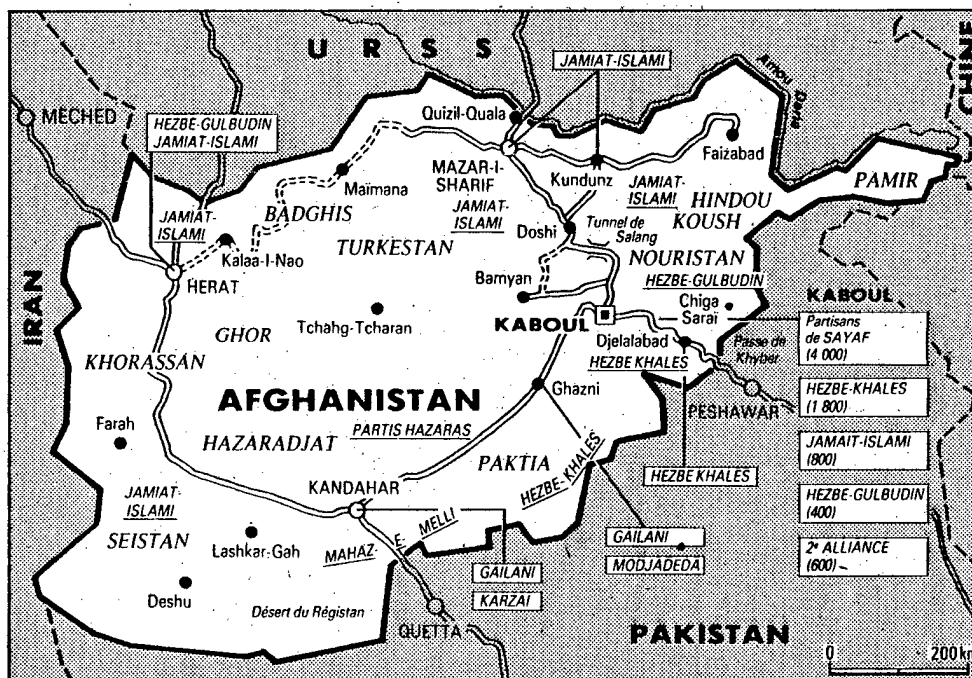 URSS
CHINE
Amou
Daria
JAMIAT-ISLAMI
MECHED
HEZBE-GULBUDIN
JAMIAT-ISLAMI
Quizil-Quala
Faizabad
PAMIR
Maïmana
MAZAR-I-
SHARIF
JAMIAT-
ISLAMI
Kundunz
JAMIAT-
ISLAMI
HINDOU
KOUSH
JAMIAT-
ISLAMI
BADGHIS
Kalaa-I-Nao
TURKESTAN
Doshi
Tunnel de
Salang
NOURISTAN
HEZBE-GULBUDIN
Bamyan
HERAT
IRAN
Tchahg-Tcharan
KABOUL
Chiga
Saraï
KABOUL
Partisans
de SAYAF
(4 000)
GHOR
Djelalabad
Passe de
Khyber
HEZBE KHALES
KHORASSAN
Ghazni
PESHAWAR
HEZBE-KHALES
(1 800)
AFGHANISTAN
Farah
HAZARADJAT
PARTIS HAZARAS
PAKTIA
HEZBE-KHALES
HEZBE KHALES
JAMAIT-ISLAMI
(800)
KANDAHAR
JAMIAT-
ISLAMI
SEISTAN
Lashkar-Gah
MAHAZ-E-MELLI
GAILANI
MODJADEDA
HEZBE-GULBUDIN
(400)
GAILANI
KARZAI
2e ALLIANCE
(600)
Deshu
Désert du Régistan
QUETTA
PAKISTAN
0 200 km